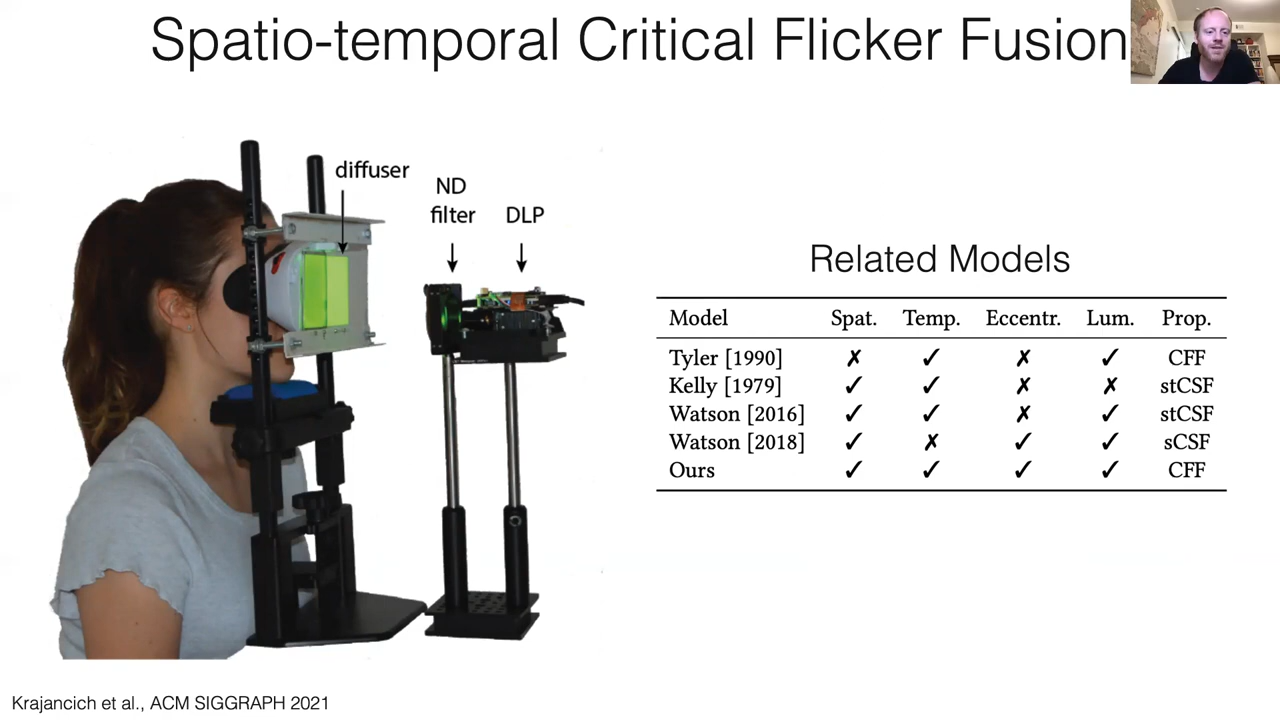 Spatio-temporal Critical Flicker Fusion
diffuser
ND
filter
DLP
Related Models
Model Spat. Temp. Eccentr. Lum. Prop.
Tyler [1990] ✗ ✓ ✗ ✓ CFF
Kelly [1979] ✓ ✓ ✗ ✗ stCSF
Watson [2016] ✓ ✓ ✗ ✓ stCSF
Watson [2018] ✓ ✗ ✓ ✓ sCSF
Ours ✓ ✓ ✓ ✓ CFF
Krajancich et al., ACM SIGGRAPH 2021